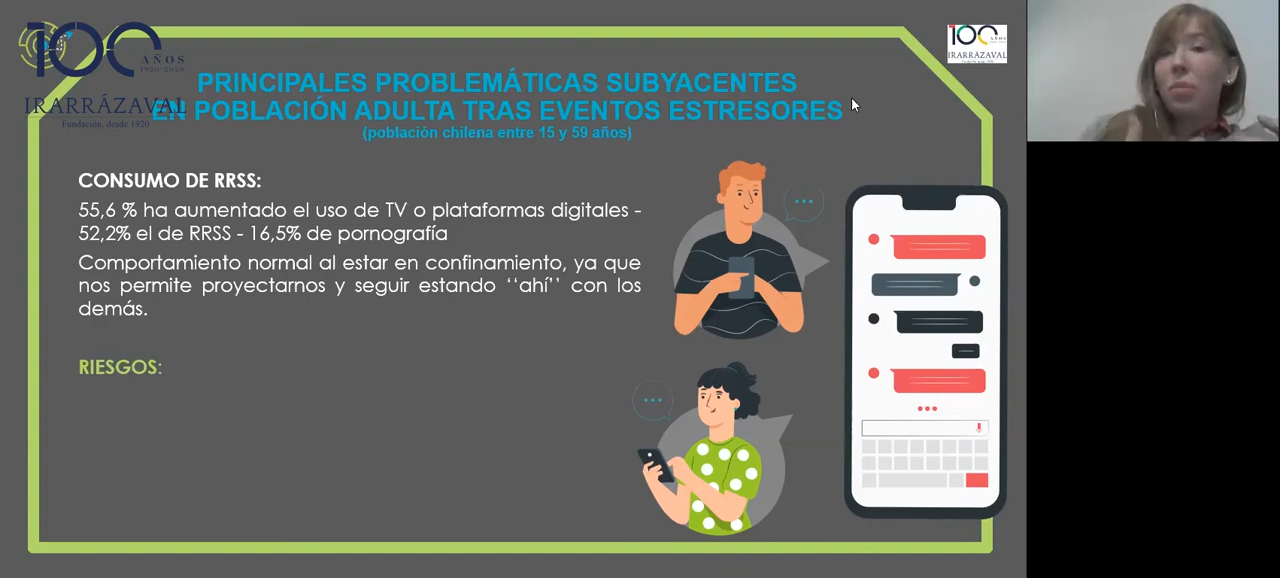 100
AÑOS
1920-2020
IRARRÁZAVAL
Fundación, desde 1920
100
AÑOS
IRARRÁZAVAL
PRINCIPALES PROBLEMÁTICAS SUBYACENTES
EN POBLACIÓN ADULTA TRAS EVENTOS ESTRESORES
(población chilena entre 15 y 59 años)
CONSUMO DE RRSS:
55,6 % ha aumentado el uso de TV o plataformas digitales -
52,2% el de RRSS - 16,5% de pornografía
Comportamiento normal al estar en confinamiento, ya que
nos permite proyectarnos y seguir estando ‘‘ahí’’ con los
demás.
RIESGOS: